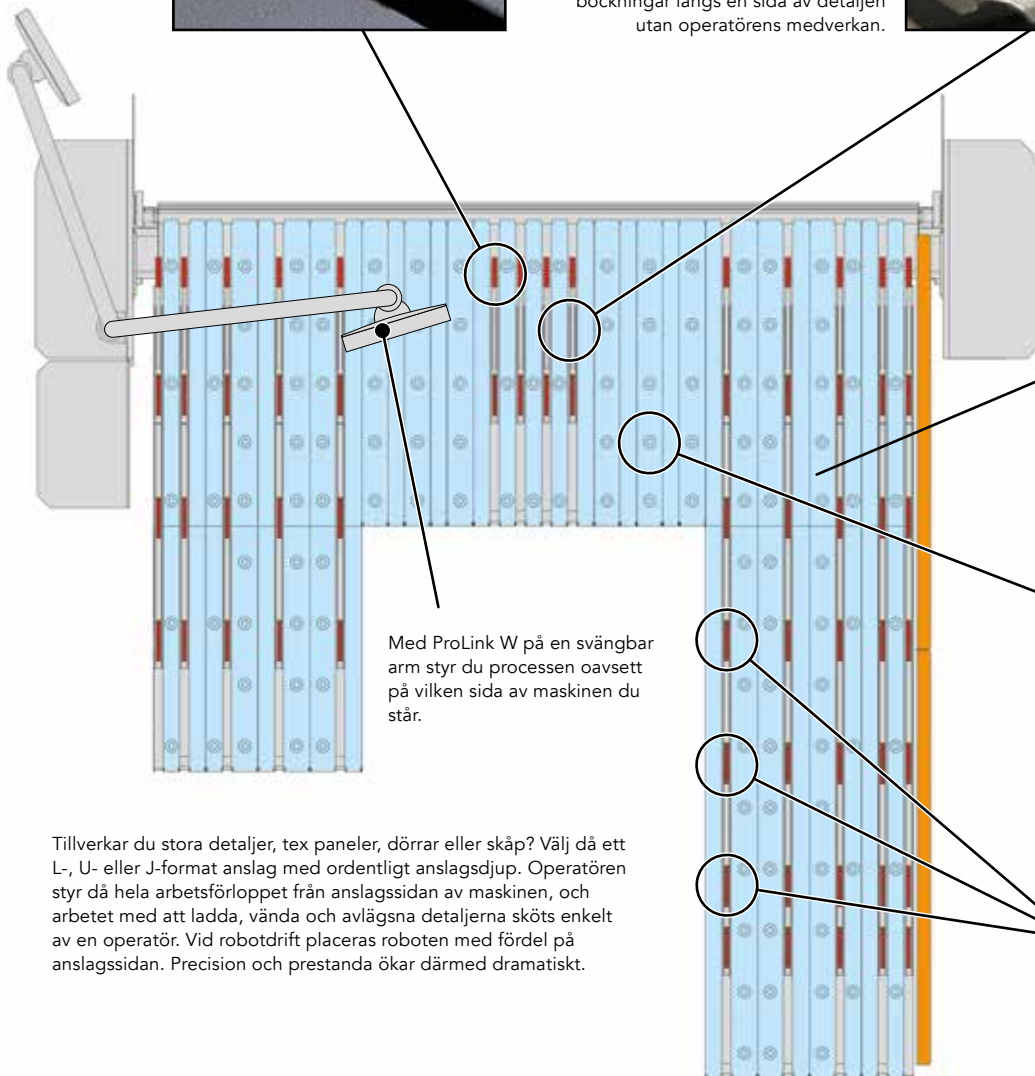 bockningar längs en sida av detaljen
utan operatörens medverkan.
Med ProLink W på en svängbar
arm styr du processen oavsett
på vilken sida av maskinen du
står.
Tillverkar du stora detaljer, tex paneler, dörrar eller skåp? Välj då ett
L-, U- eller J-format anslag med ordentligt anslagsdjup. Operatören
styr då hela arbetsförloppet från anslagssidan av maskinen, och
arbetet med att ladda, vända och avlägsna detaljerna sköts enkelt
av en operatör. Vid robotdrift placeras roboten med fördel på
anslagssidan. Precision och prestanda ökar därmed dramatiskt.